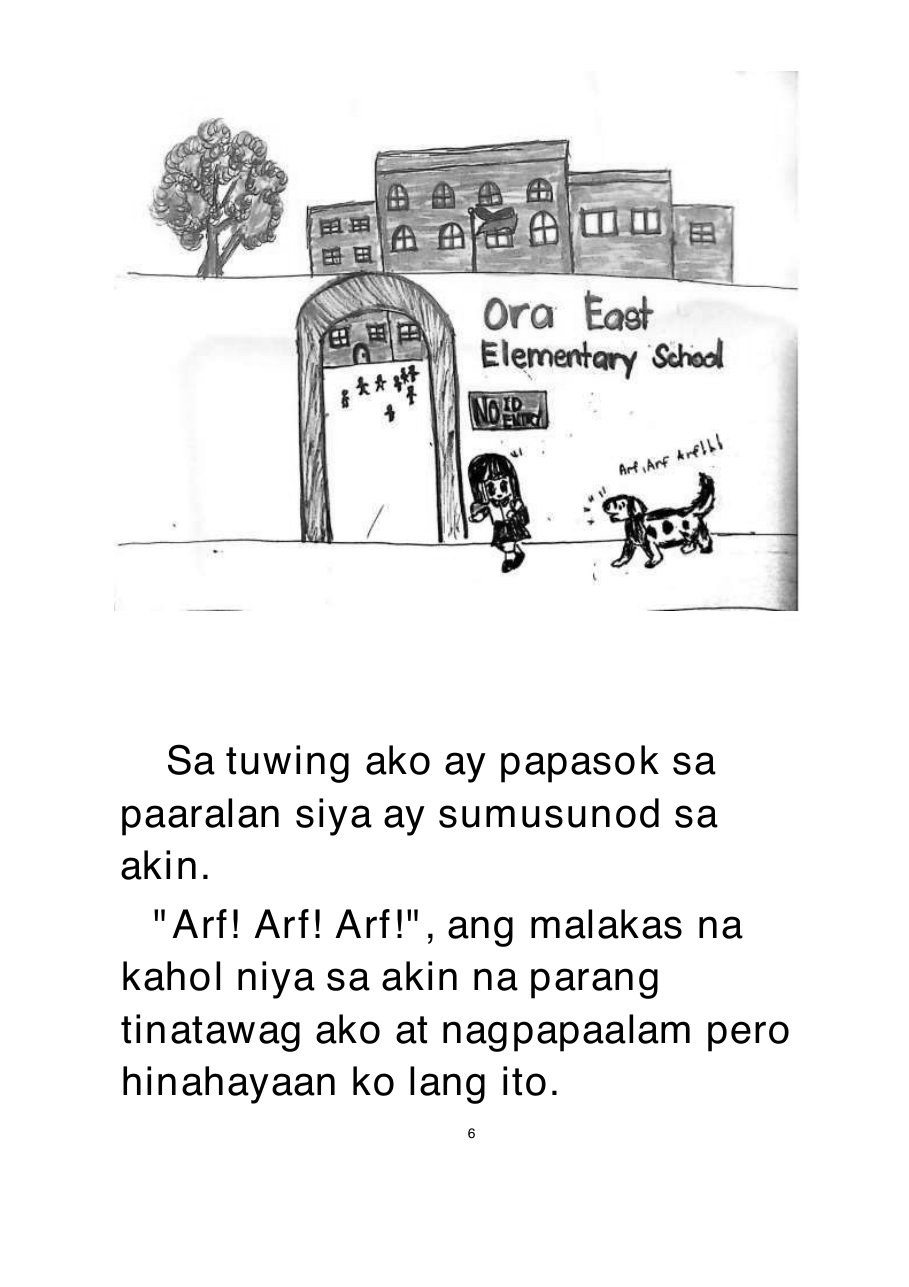 Ora East
Elementary School
NO ID
ENTRY
Arf, Arf Arf!!!
Sa tuwing ako ay papasok sa
paaralan siya ay sumusunod sa
akin.
"Arf! Arf! Arf!", ang malakas na
kahol niya sa akin na parang
tinatawag ako at nagpapaalam pero
hinahayaan ko lang ito.
6